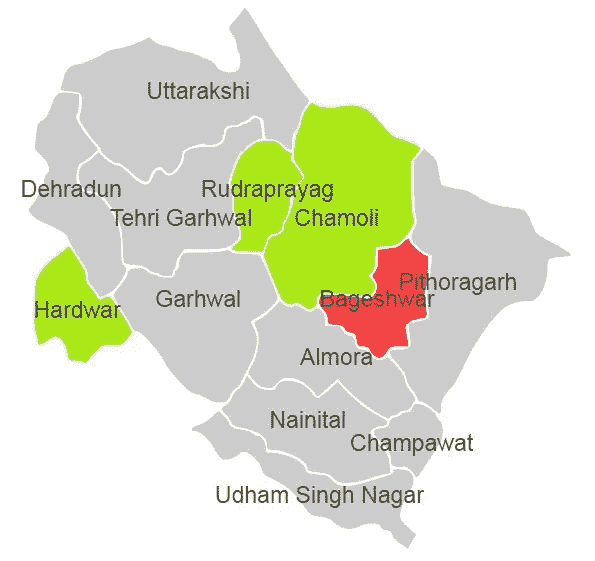 Uttarakshi
Dehradun
Rudraprayag
Tehri Garhwal
Chamoli
Hardwar
Garhwal
Bageshwar
Pithoragarh
Almora
Nainital
Champawat
Udham Singh Nagar